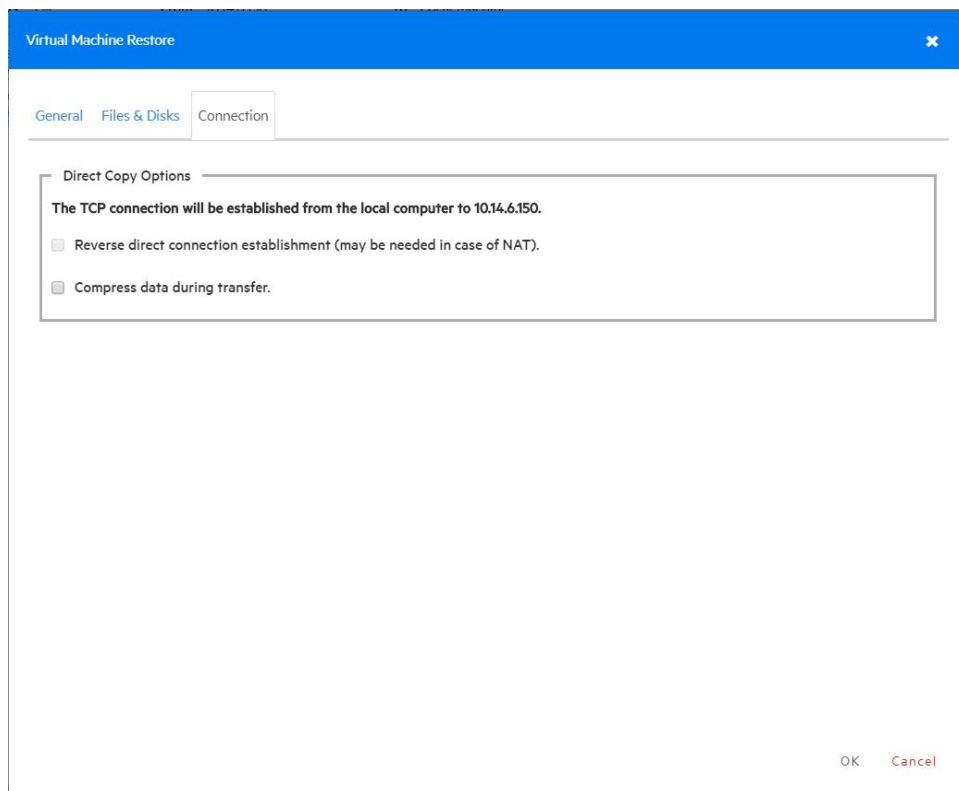 Virtual Machine Restore
General Files & Disks Connection
Direct Copy Options
The TCP connection will be established from the local computer to 10.14.6.150.
Reverse direct connection establishment (may be needed in case of NAT).
Compress data during transfer.
OK Cancel